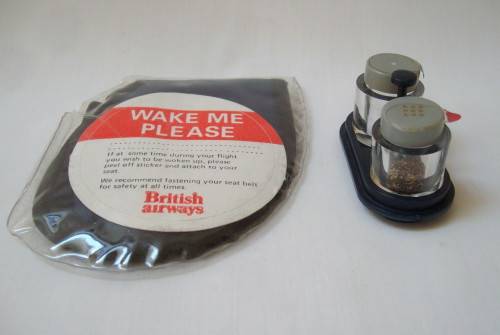 WAKE ME
PLEASE
If at some time during your flight
you wish to be woken up, please
peel off sticker and attach to your
seat.
We recommend fastening your seat belt
for safety at all times.
British
airways